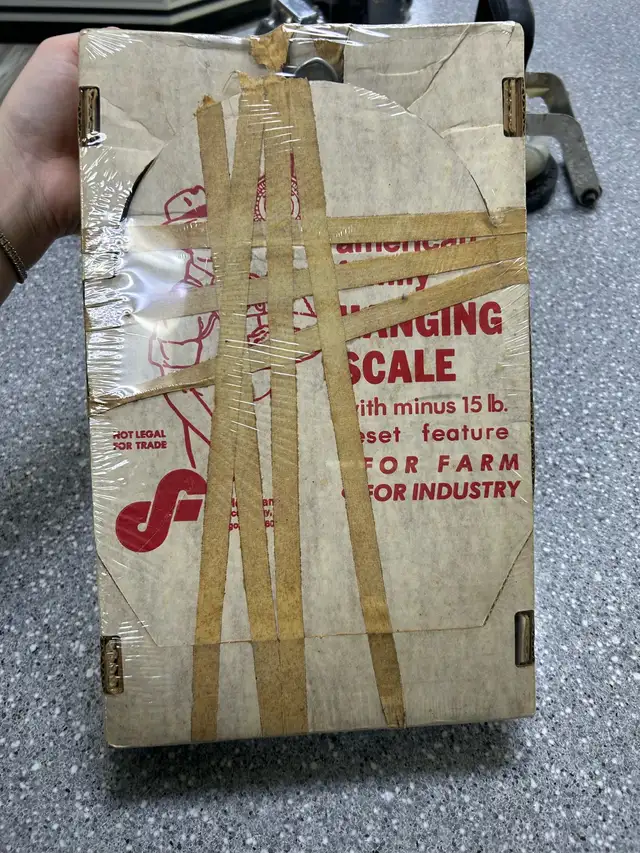 american
HANGING
SCALE
with minus 15 lb.
reset feature
FOR FARM
FOR INDUSTRY
NOT LEGAL
FOR TRADE